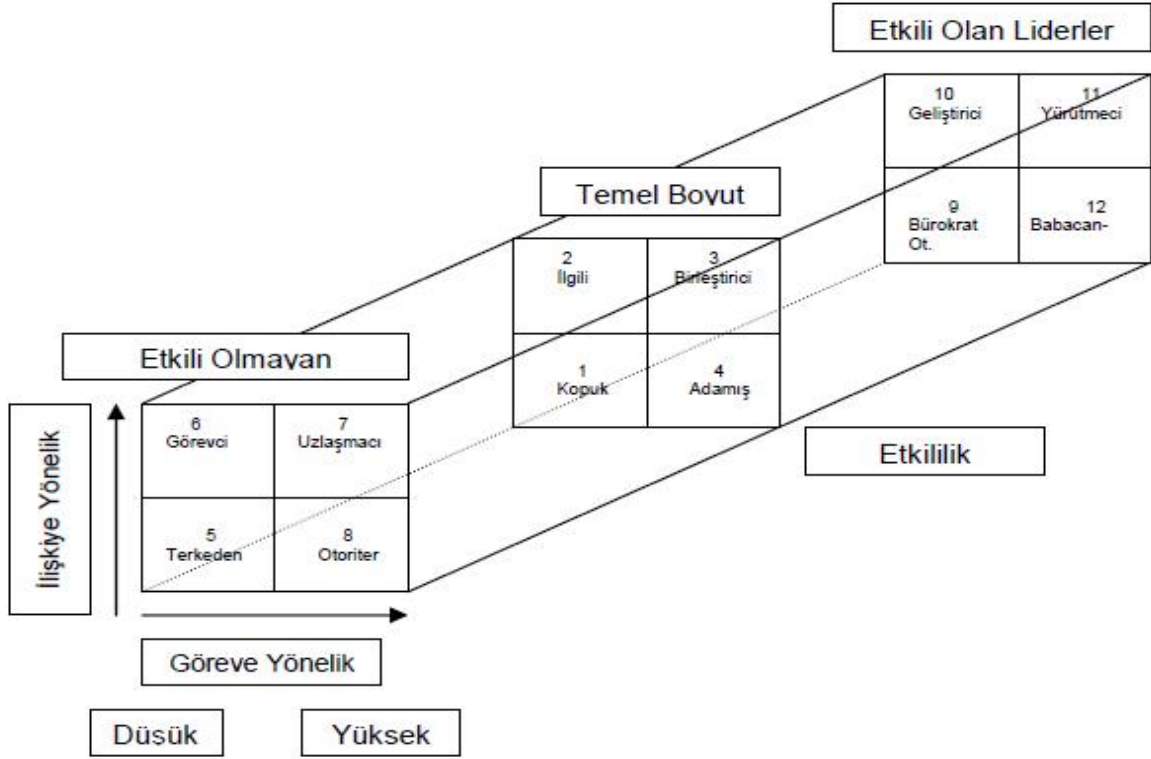 Etkili Olan Liderler
10
Geliştirici
11
Yürütmeci
9
Bürokrat
Ot.
12
Babacan-
Temel Boyut
2
İlgili
3
Birleştirici
1
Kopuk
4
Adamış
Etkili Olmayan
6
Görevci
7
Uzlaşmacı
5
Terkeden
8
Otoriter
İlişkiye Yönelik
Etkililik
Göreve Yönelik
Düşük
Yüksek